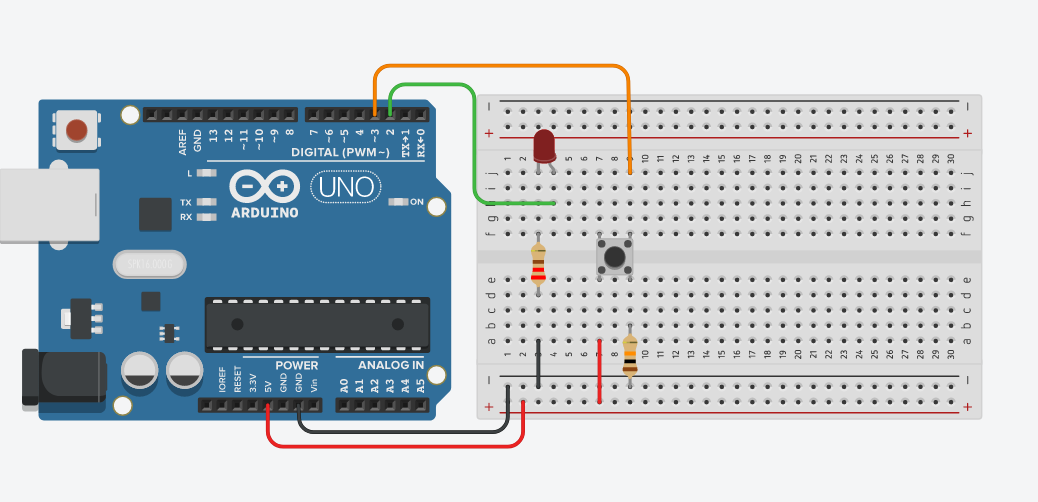 AREF
GND
13
12
~11
~10
~9
8
7
~6
~5
4
~3
2
TX→1
RX←0
DIGITAL (PWM~)
L
TX
RX
UNO
ARDUINO
ON
POWER
ANALOG IN
IOREF
RESET
3.3V
5V
GND
GND
Vin
A0
A1
A2
A3
A4
A5
− −
+ +
1 2 5 6 7 8 9 10 11 12 13 14 15 16 17 18 19 20 21 22 23 24 25 26 27 28 29 30
j j
i i
h h
g g
f f
e e
d d
c c
b b
a a
1 2 3 4 5 6 7 8 9 10 11 12 13 14 15 16 17 18 19 20 21 22 23 24 25 26 27 28 29 30
− −
+ +